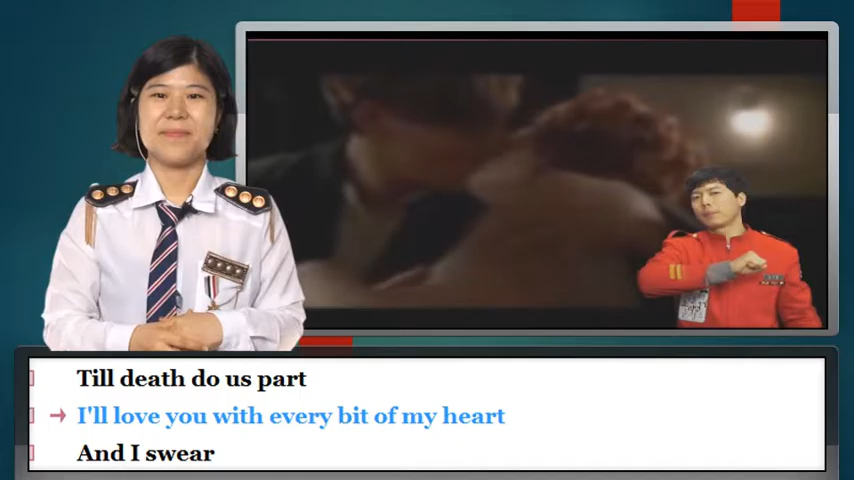 Till death do us part
I'll love you with every bit of my heart
And I swear